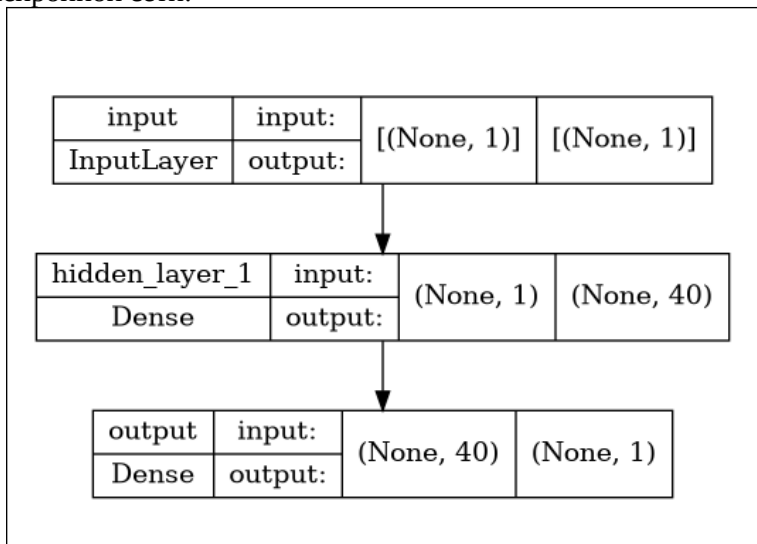 input
input:
[(None, 1)]
[(None, 1)]
InputLayer
output:
hidden_layer_1
input:
(None, 1)
(None, 40)
Dense
output:
output
input:
(None, 40)
(None, 1)
Dense
output: